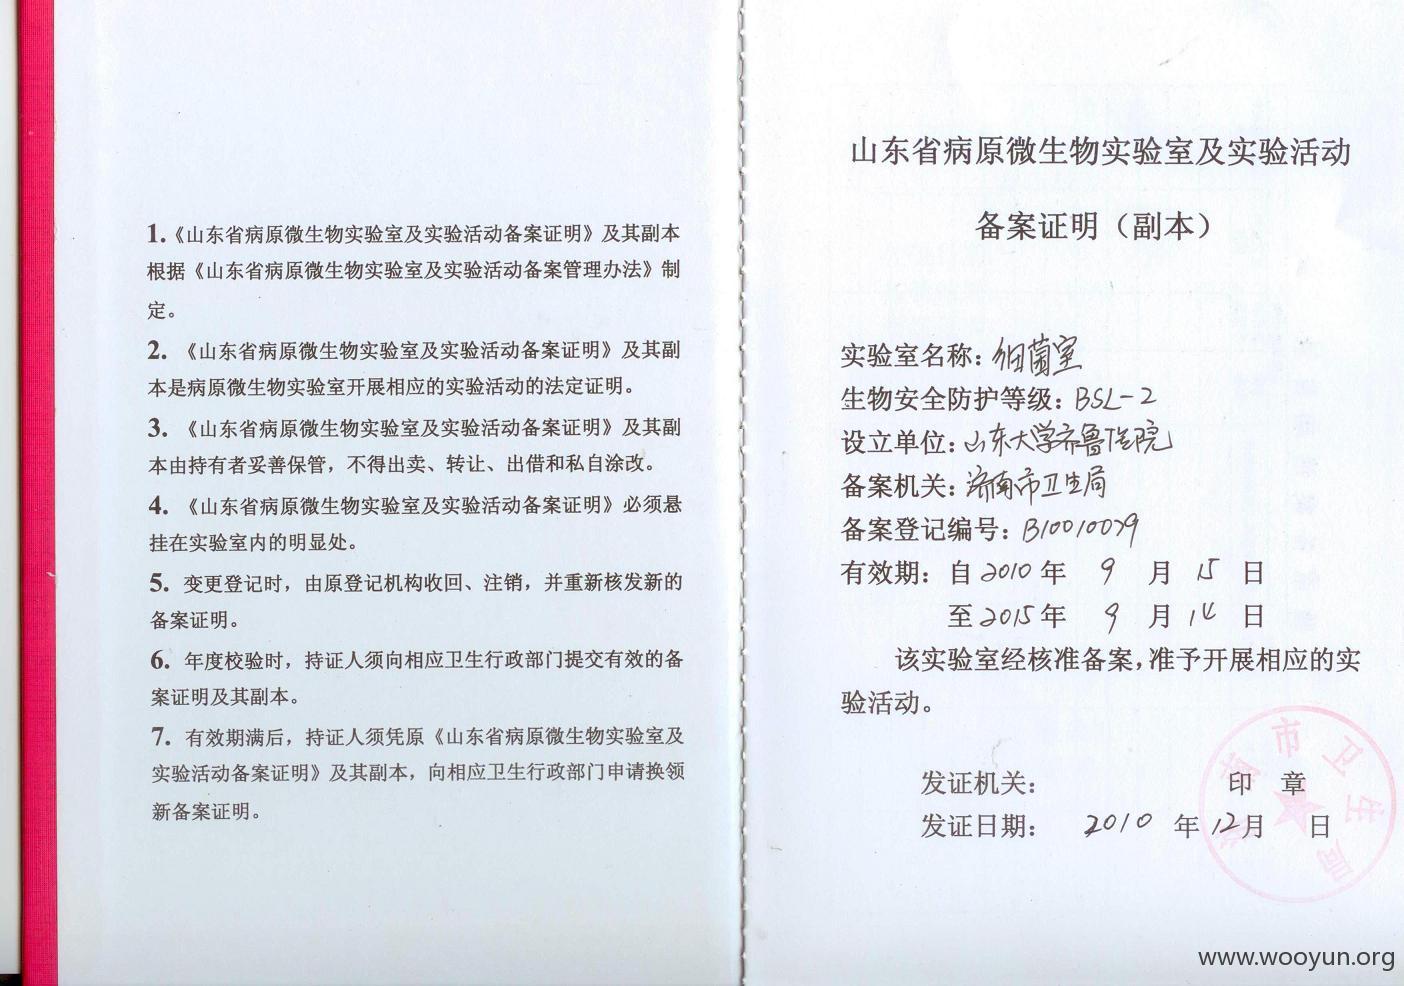 1.《山东省病原微生物实验室及实验活动备案证明》及其副本
根据《山东省病原微生物实验室及实验活动备案管理办法》制
定。
2. 《山东省病原微生物实验室及实验活动备案证明》及其副
本是病原微生物实验室开展相应的实验活动的法定证明。
3. 《山东省病原微生物实验室及实验活动备案证明》及其副
本由持有者妥善保管，不得出卖、转让、出借和私自涂改。
4. 《山东省病原微生物实验室及实验活动备案证明》必须悬
挂在实验室内的明显处。
5. 变更登记时，由原登记机构收回、注销，并重新核发新的
备案证明。
6. 年度校验时，持证人须向相应卫生行政部门提交有效的备
案证明及其副本。
7. 有效期满后，持证人须凭原《山东省病原微生物实验室及
实验活动备案证明》及其副本，向相应卫生行政部门申请换领
新备案证明。
山东省病原微生物实验室及实验活动
备案证明（副本）
实验室名称：细菌室
生物安全防护等级：BSL-2
设立单位：山东大学齐鲁医院
备案机关：济南市卫生局
备案登记编号：B10010079
有效期：自2010年 9 月 15 日
至2015年 9 月 14 日
该实验室经核准备案，准予开展相应的实
验活动。
发证机关： 印 章
发证日期： 2010 年12月 日
济南市卫生局
www.wooyun.org